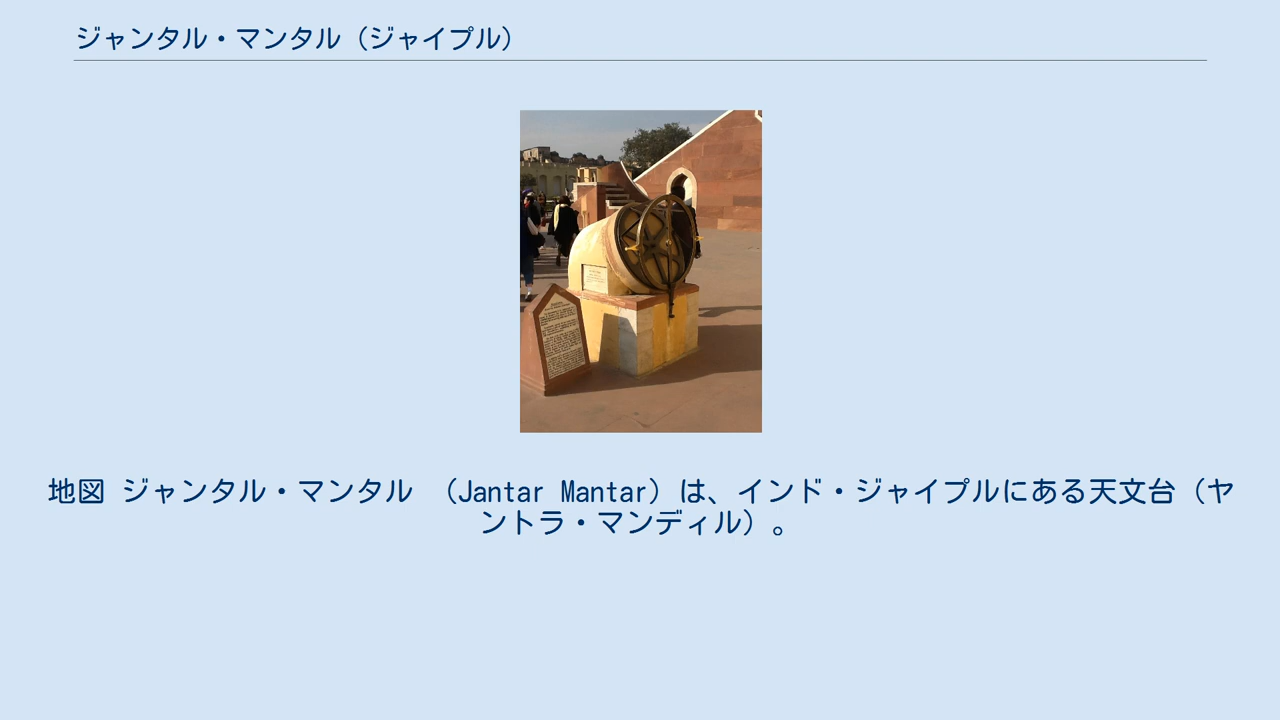 ジャンタル・マンタル（ジャイプル）
地図 ジャンタル・マンタル （Jantar Mantar）は、インド・ジャイプルにある天文台（ヤ
ントラ・マンディル）。